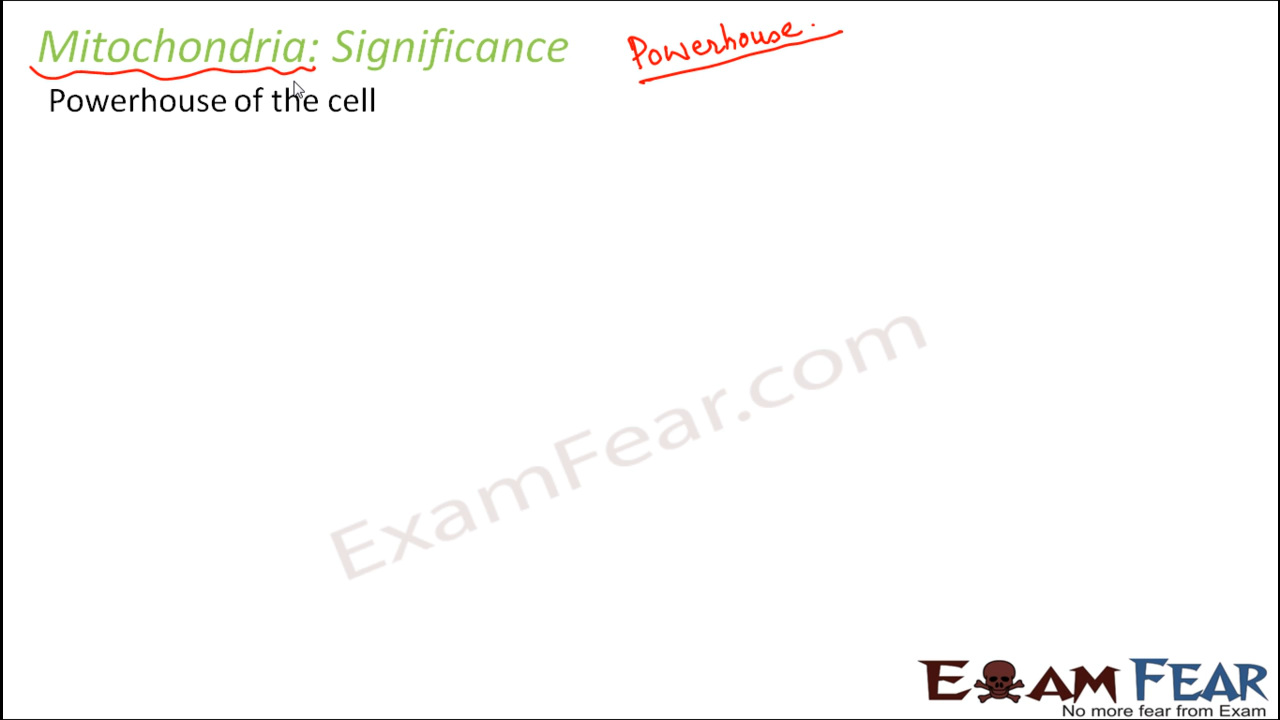 Mitochondria: Significance
Powerhouse.
Powerhouse of the cell
ExamFear.com
EXAM FEAR
No more fear from Exam